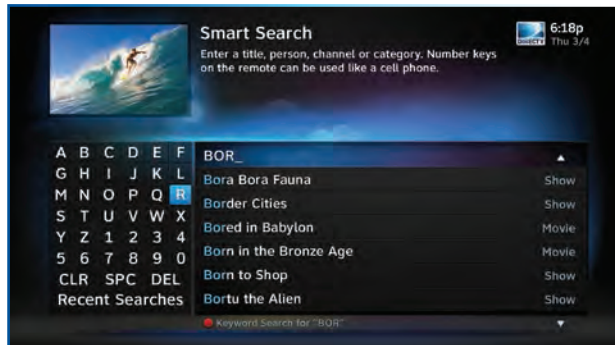 Smart Search
Enter a title, person, channel or category. Number keys
on the remote can be used like a cell phone.
DIRECTV
6:18p
Thu 3/4
A B C D E F
G H I J K L
M N O P Q R
S T U V W X
Y Z 1 2 3 4
5 6 7 8 9 0
CLR SPC DEL
Recent Searches
BOR_
Bora Bora Fauna Show
Border Cities Show
Bored in Babylon Movie
Born in the Bronze Age Movie
Born to Shop Show
Bortu the Alien Show
Keyword Search for "BOR"